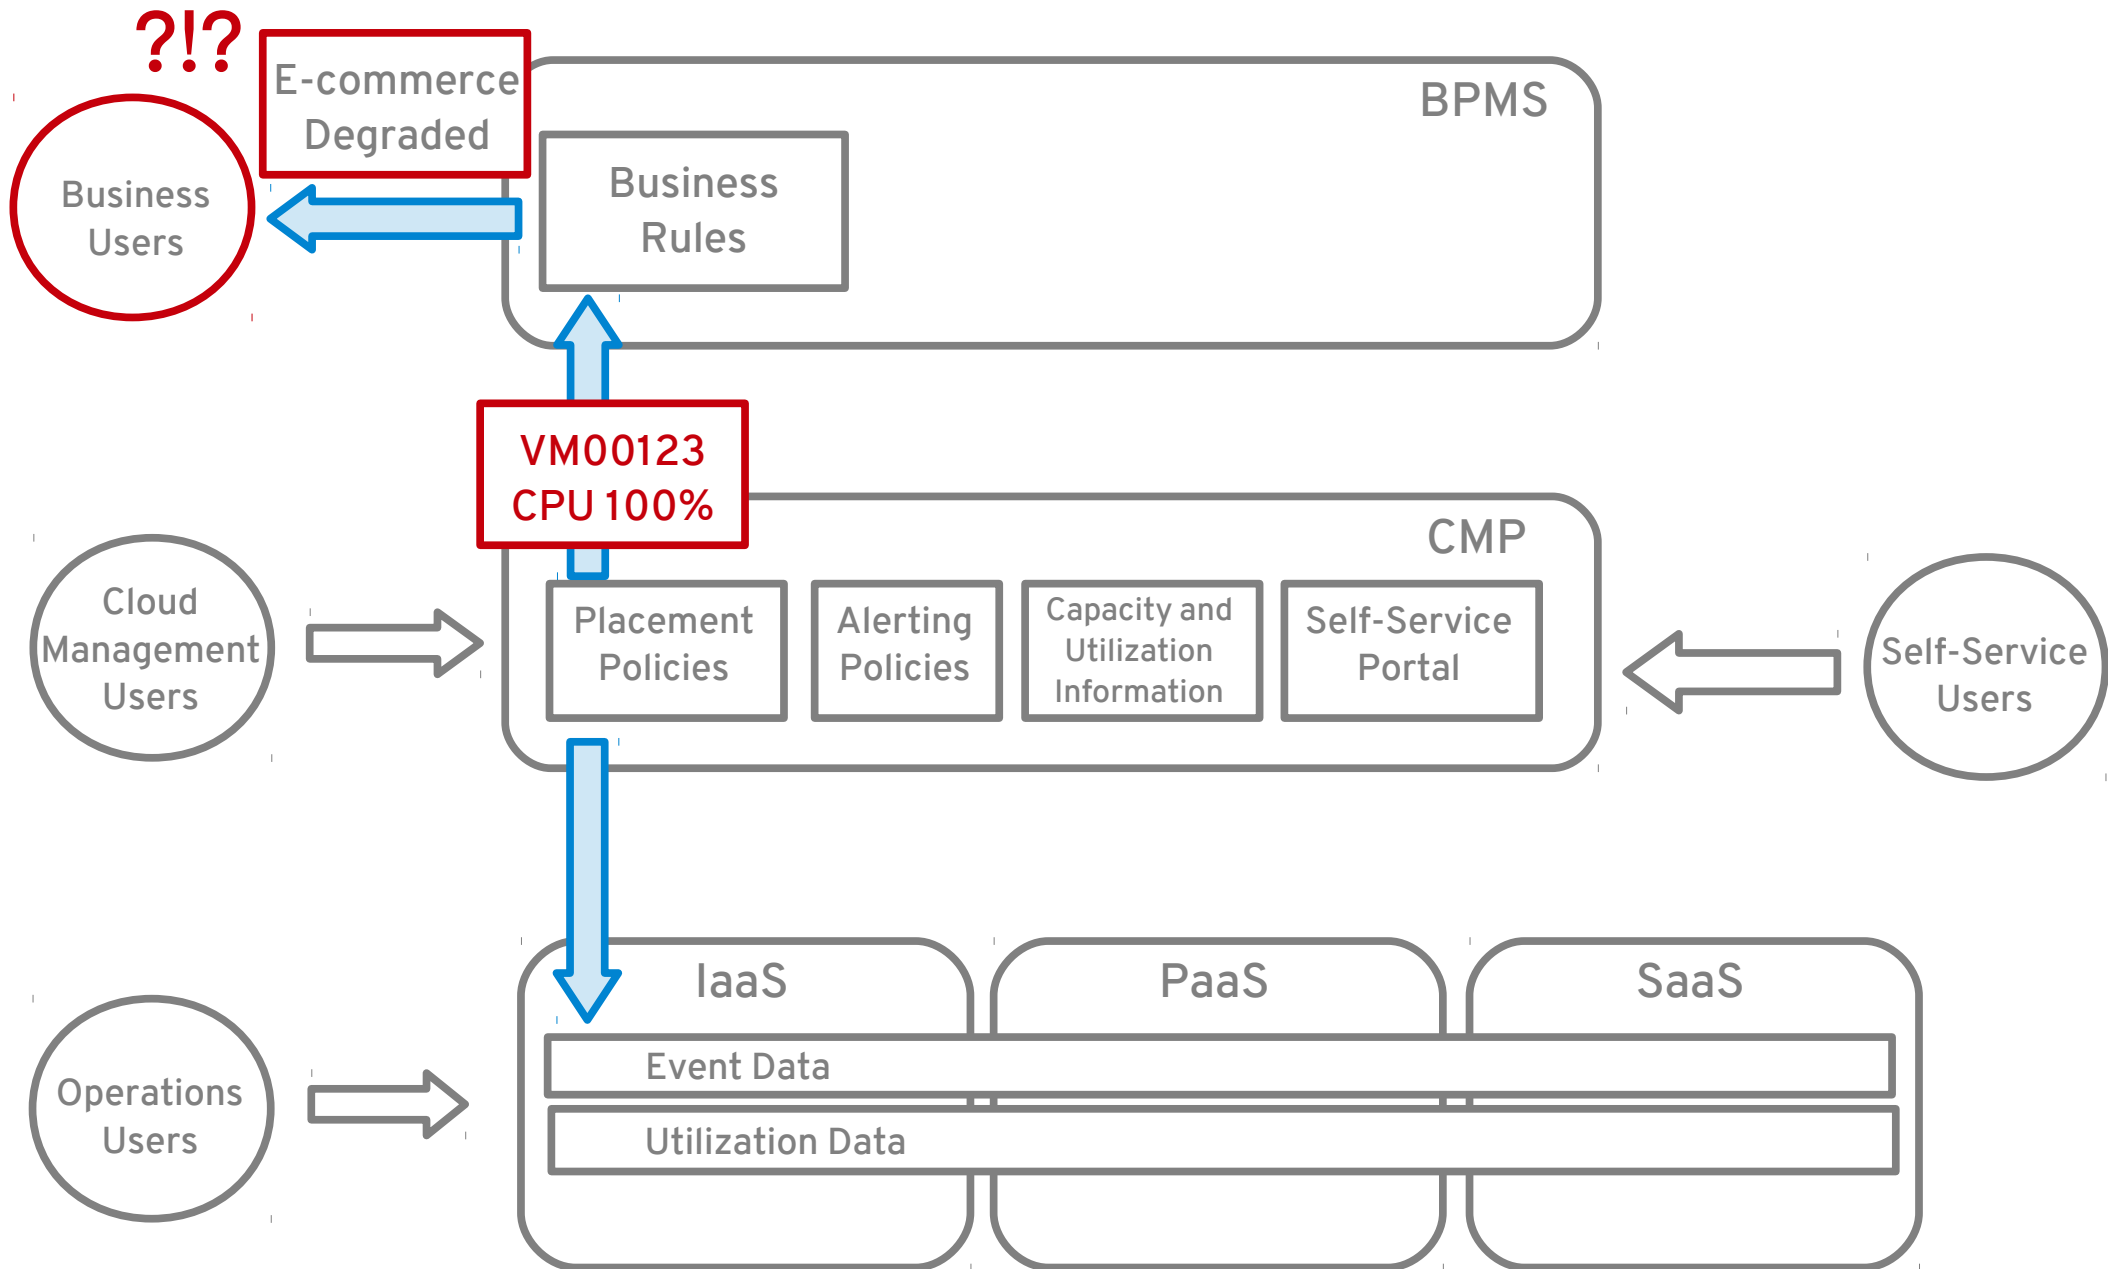 ?!?
E-commerce
Degraded
BPMS
Business
Users
Business
Rules
VM00123
CPU 100%
CMP
Cloud
Management
Users
Placement
Policies
Alerting
Policies
Capacity and
Utilization
Information
Self-Service
Portal
Self-Service
Users
IaaS
PaaS
SaaS
Operations
Users
Event Data
Utilization Data